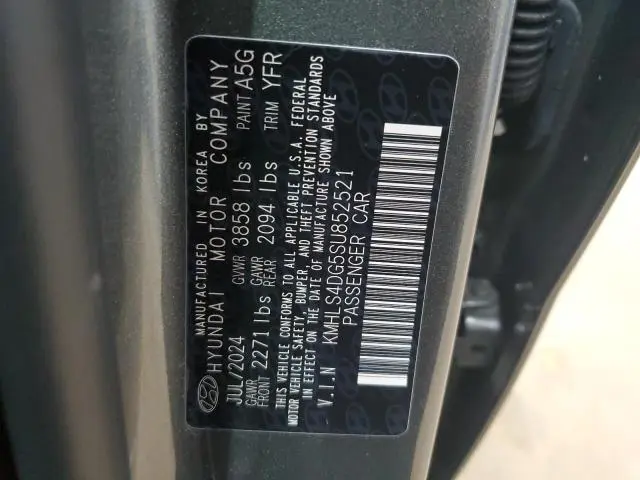 MANUFACTURED IN KOREA BY
HYUNDAI MOTOR COMPANY
JUL/2024 GVWR 3858 lbs PAINT A5G
GAWR FRONT 2271 lbs GAWR REAR 2094 lbs TRIM YFR
THIS VEHICLE CONFORMS TO ALL APPLICABLE U.S.A. FEDERAL
MOTOR VEHICLE SAFETY, BUMPER, AND THEFT PREVENTION STANDARDS
IN EFFECT ON THE DATE OF MANUFACTURE SHOWN ABOVE
V.I.N KMHLS4DG5SU852521
PASSENGER CAR